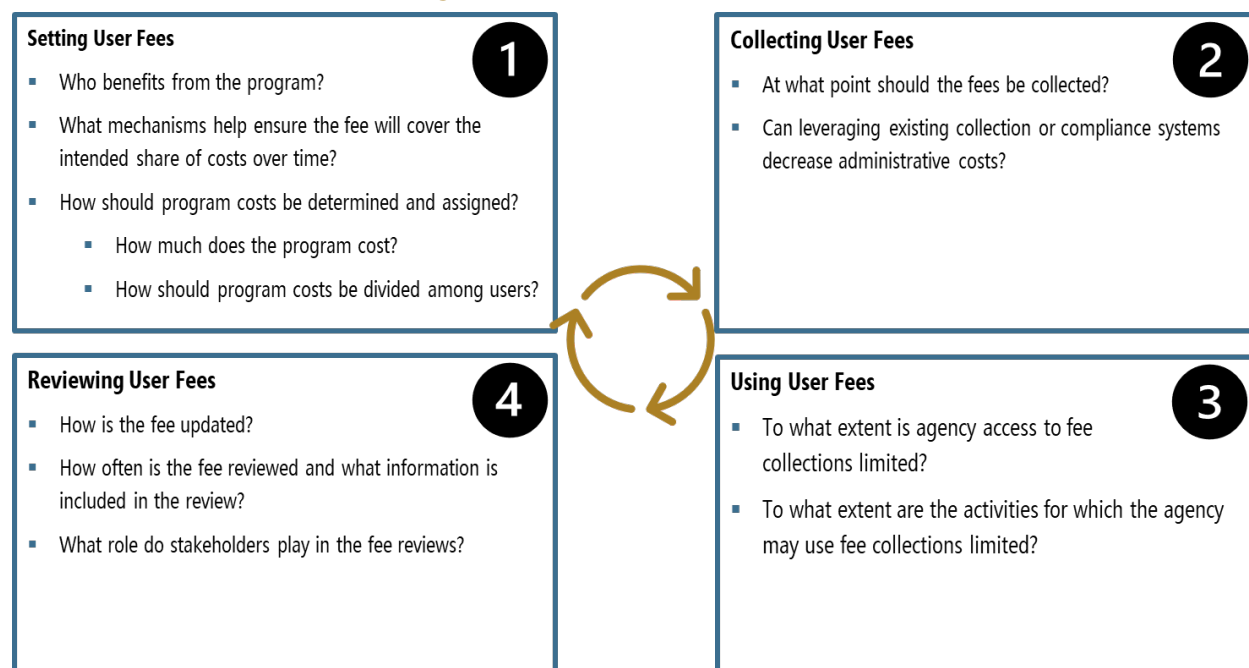 Setting User Fees
1
▪ Who benefits from the program?
▪ What mechanisms help ensure the fee will cover the
intended share of costs over time?
▪ How should program costs be determined and assigned?
▪ How much does the program cost?
▪ How should program costs be divided among users?
Collecting User Fees
2
▪ At what point should the fees be collected?
▪ Can leveraging existing collection or compliance systems
decrease administrative costs?
Using User Fees
3
▪ To what extent is agency access to fee
collections limited?
▪ To what extent are the activities for which the agency
may use fee collections limited?
Reviewing User Fees
4
▪ How is the fee updated?
▪ How often is the fee reviewed and what information is
included in the review?
▪ What role do stakeholders play in the fee reviews?